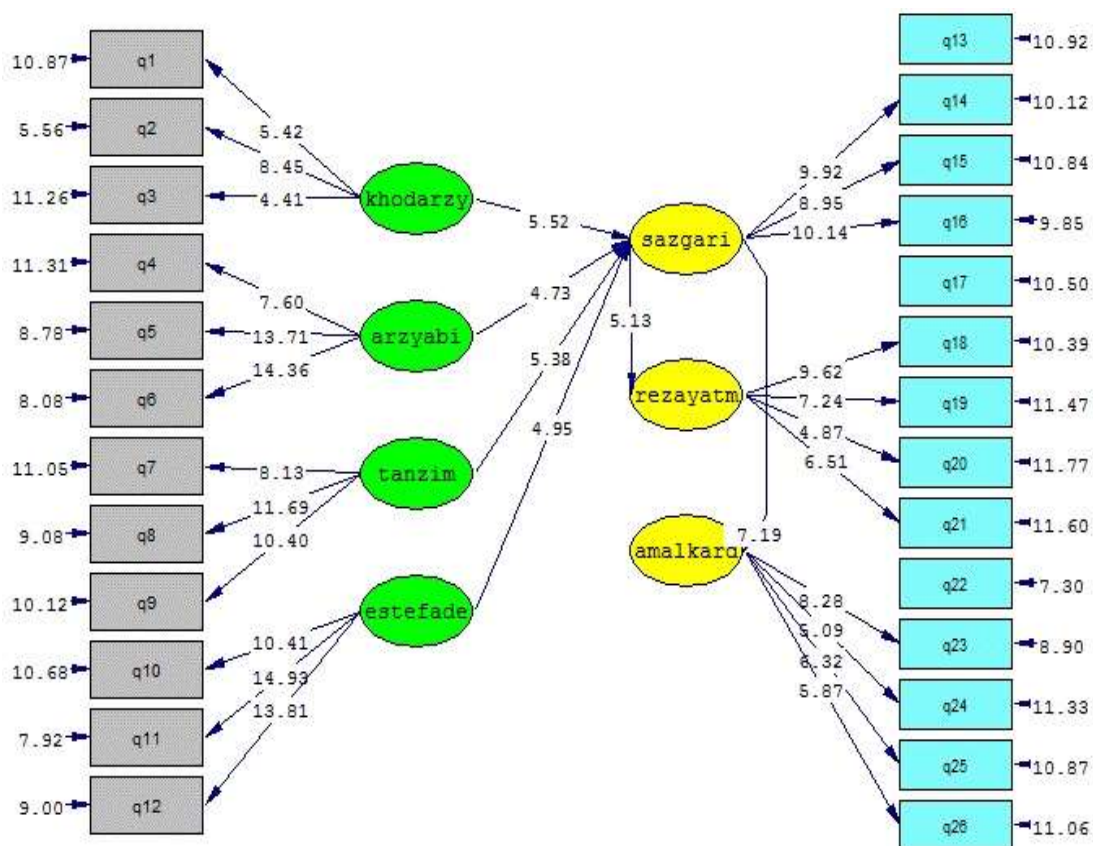 10.87 q1
5.56 q2
11.26 q3
11.31 q4
8.78 q5
8.08 q6
11.05 q7
9.08 q8
10.12 q9
10.68 q10
7.92 q11
9.00 q12
5.42
8.45
4.41
7.60
13.71
14.36
8.13
11.69
10.40
10.41
14.93
13.81
khodarzy
arzyabi
tanzim
estefade
5.52
4.73
5.38
4.95
sazgari
5.13
rezayatm
amalkard
7.19
9.92
8.95
10.14
9.62
7.24
4.87
6.51
8.28
5.09
6.32
5.87
q13 10.92
q14 10.12
q15 10.84
q16 9.85
q17 10.50
q18 10.39
q19 11.47
q20 11.77
q21 11.60
q22 7.30
q23 8.90
q24 11.33
q25 10.87
q26 11.06